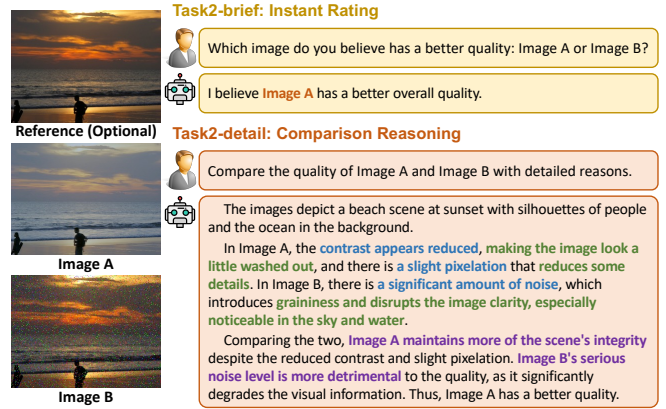 Task2-brief: Instant Rating
Which image do you believe has a better quality: Image A or Image B?
I believe Image A has a better overall quality.
Reference (Optional)
Task2-detail: Comparison Reasoning
Compare the quality of Image A and Image B with detailed reasons.
Image A
The images depict a beach scene at sunset with silhouettes of people
and the ocean in the background.
In Image A, the contrast appears reduced, making the image look a
little washed out, and there is a slight pixelation that reduces some
details. In Image B, there is a significant amount of noise, which
introduces graininess and disrupts the image clarity, especially
noticeable in the sky and water.
Comparing the two, Image A maintains more of the scene's integrity
despite the reduced contrast and slight pixelation. Image B's serious
noise level is more detrimental to the quality, as it significantly
degrades the visual information. Thus, Image A has a better quality.
Image B